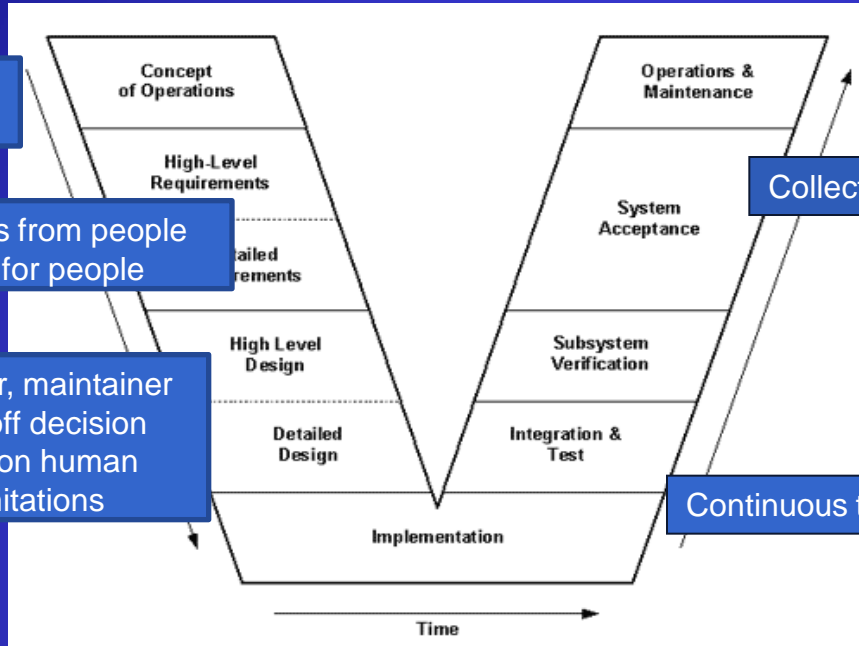 Concept
of Operations
High-Level
Requirements
s from people
for people
tailed
rements
High Level
Design
r, maintainer
off decision
on human
nitations
Detailed
Design
Implementation
Operations &
Maintenance
System
Acceptance
Collect
Subsystem
Verification
Integration &
Test
Continuous t
Time